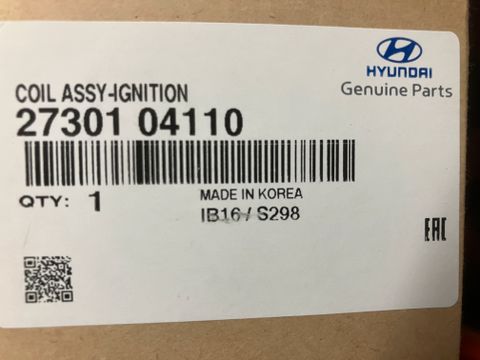 HYUNDAI
Genuine Parts
COIL ASSY-IGNITION
27301 04110
QTY: 1
MADE IN KOREA
IB16 / S298
EAC